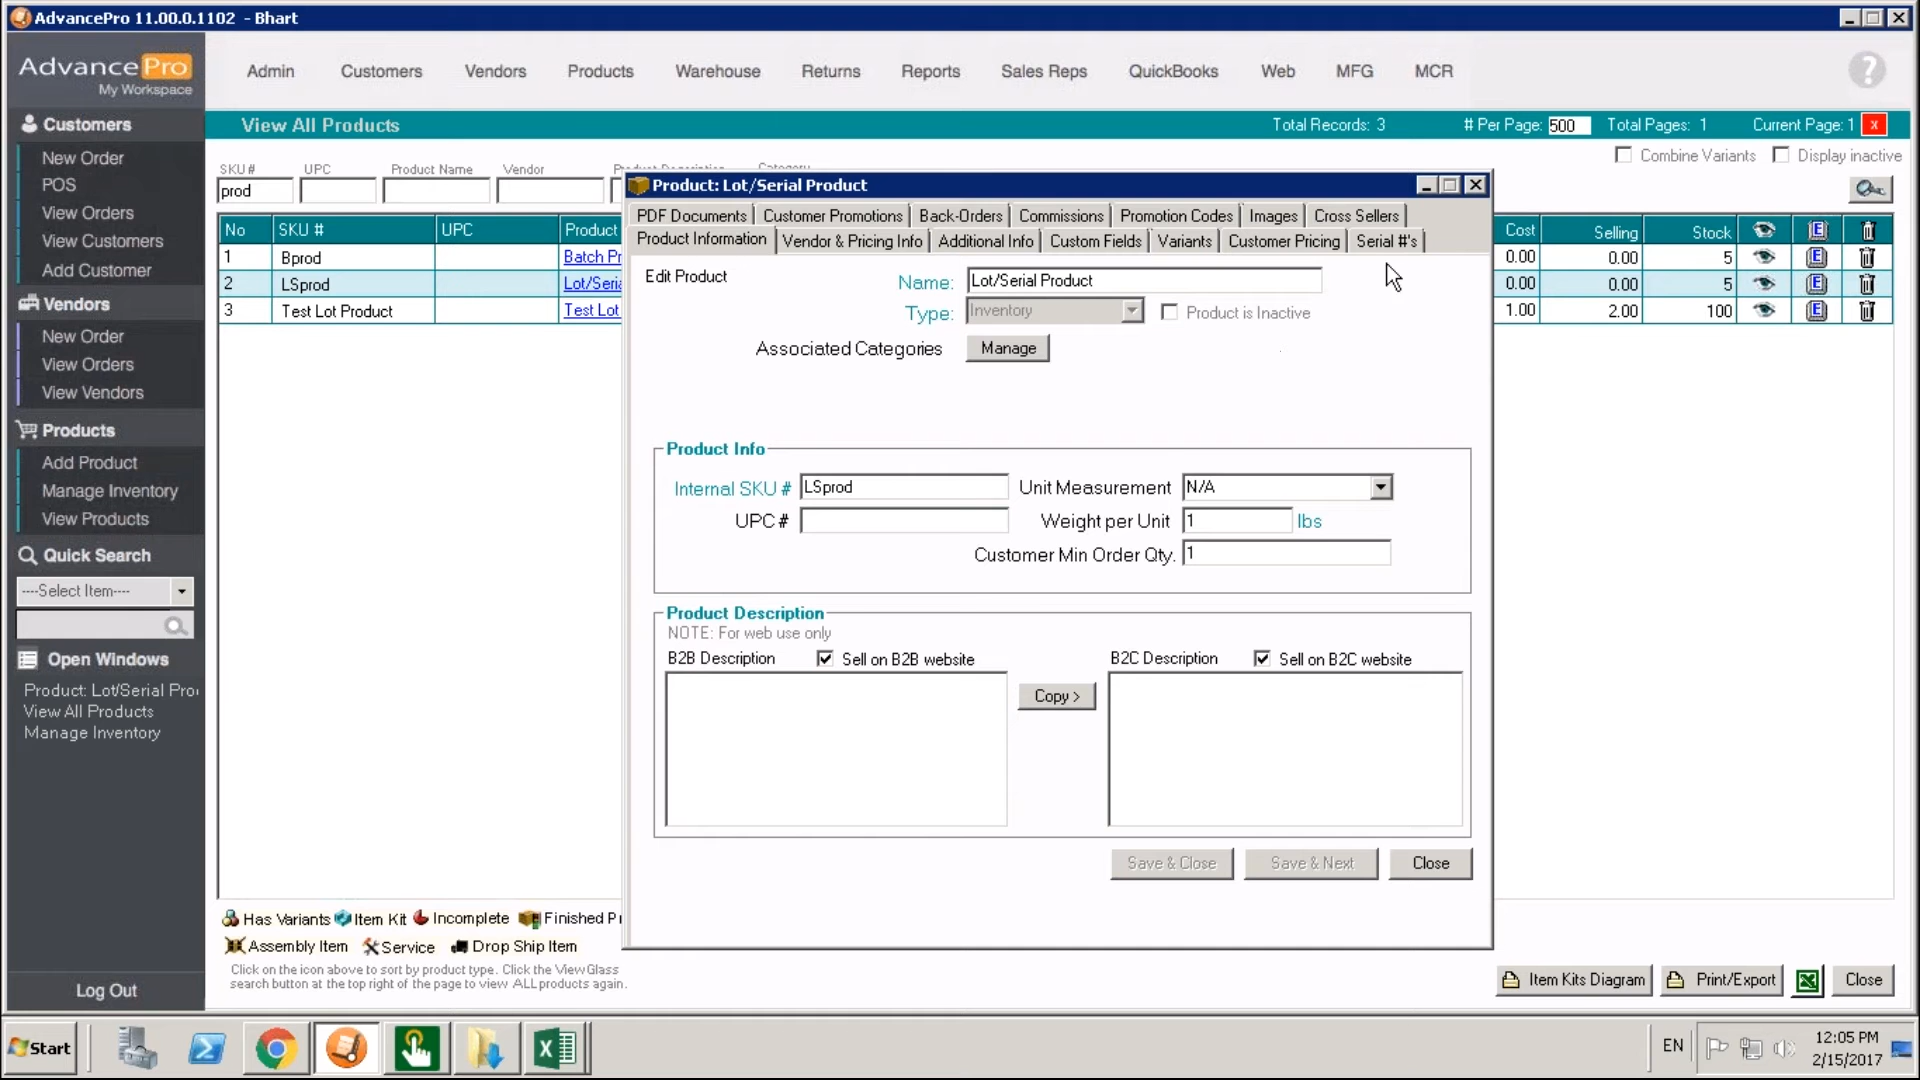 AdvancePro 11.00.0.1102 - Bhart
AdvancePro
My Workspace
Admin
Customers
Vendors
Products
Warehouse
Returns
Reports
Sales Reps
QuickBooks
Web
MFG
MCR
?
Customers
New Order
POS
View Orders
View Customers
Add Customer
Vendors
New Order
View Orders
View Vendors
Products
Add Product
Manage Inventory
View Products
Quick Search
----Select Item----
Open Windows
Product: Lot/Serial Pro
View All Products
Manage Inventory
Log Out
View All Products
Total Records: 3
# Per Page: 500
Total Pages: 1
Current Page: 1
x
Combine Variants
Display inactive
SKU#
UPC
Product Name
Vendor
Product Description
Category
prod
No SKU # UPC Product
1 Bprod Batch Pr
2 LSprod Lot/Seria
3 Test Lot Product Test Lot
Cost Selling Stock E
0.00 0.00 5 E
0.00 0.00 5 E
1.00 2.00 100 E
Product: Lot/Serial Product
PDF Documents
Customer Promotions
Back-Orders
Commissions
Promotion Codes
Images
Cross Sellers
Product Information
Vendor & Pricing Info
Additional Info
Custom Fields
Variants
Customer Pricing
Serial #'s
Edit Product
Name: Lot/Serial Product
Type: Inventory
Product is Inactive
Associated Categories
Manage
Product Info
Internal SKU # LSprod
Unit Measurement N/A
UPC #
Weight per Unit 1 lbs
Customer Min Order Qty. 1
Product Description
NOTE: For web use only
B2B Description
Sell on B2B website
B2C Description
Sell on B2C website
Copy >
Save & Close
Save & Next
Close
Has Variants
Item Kit
Incomplete
Finished Pr
Assembly Item
Service
Drop Ship Item
Click on the icon above to sort by product type. Click the View Glass
search button at the top right of the page to view ALL products again.
Item Kits Diagram
Print/Export
Close
Start
EN
12:05 PM
2/15/2017